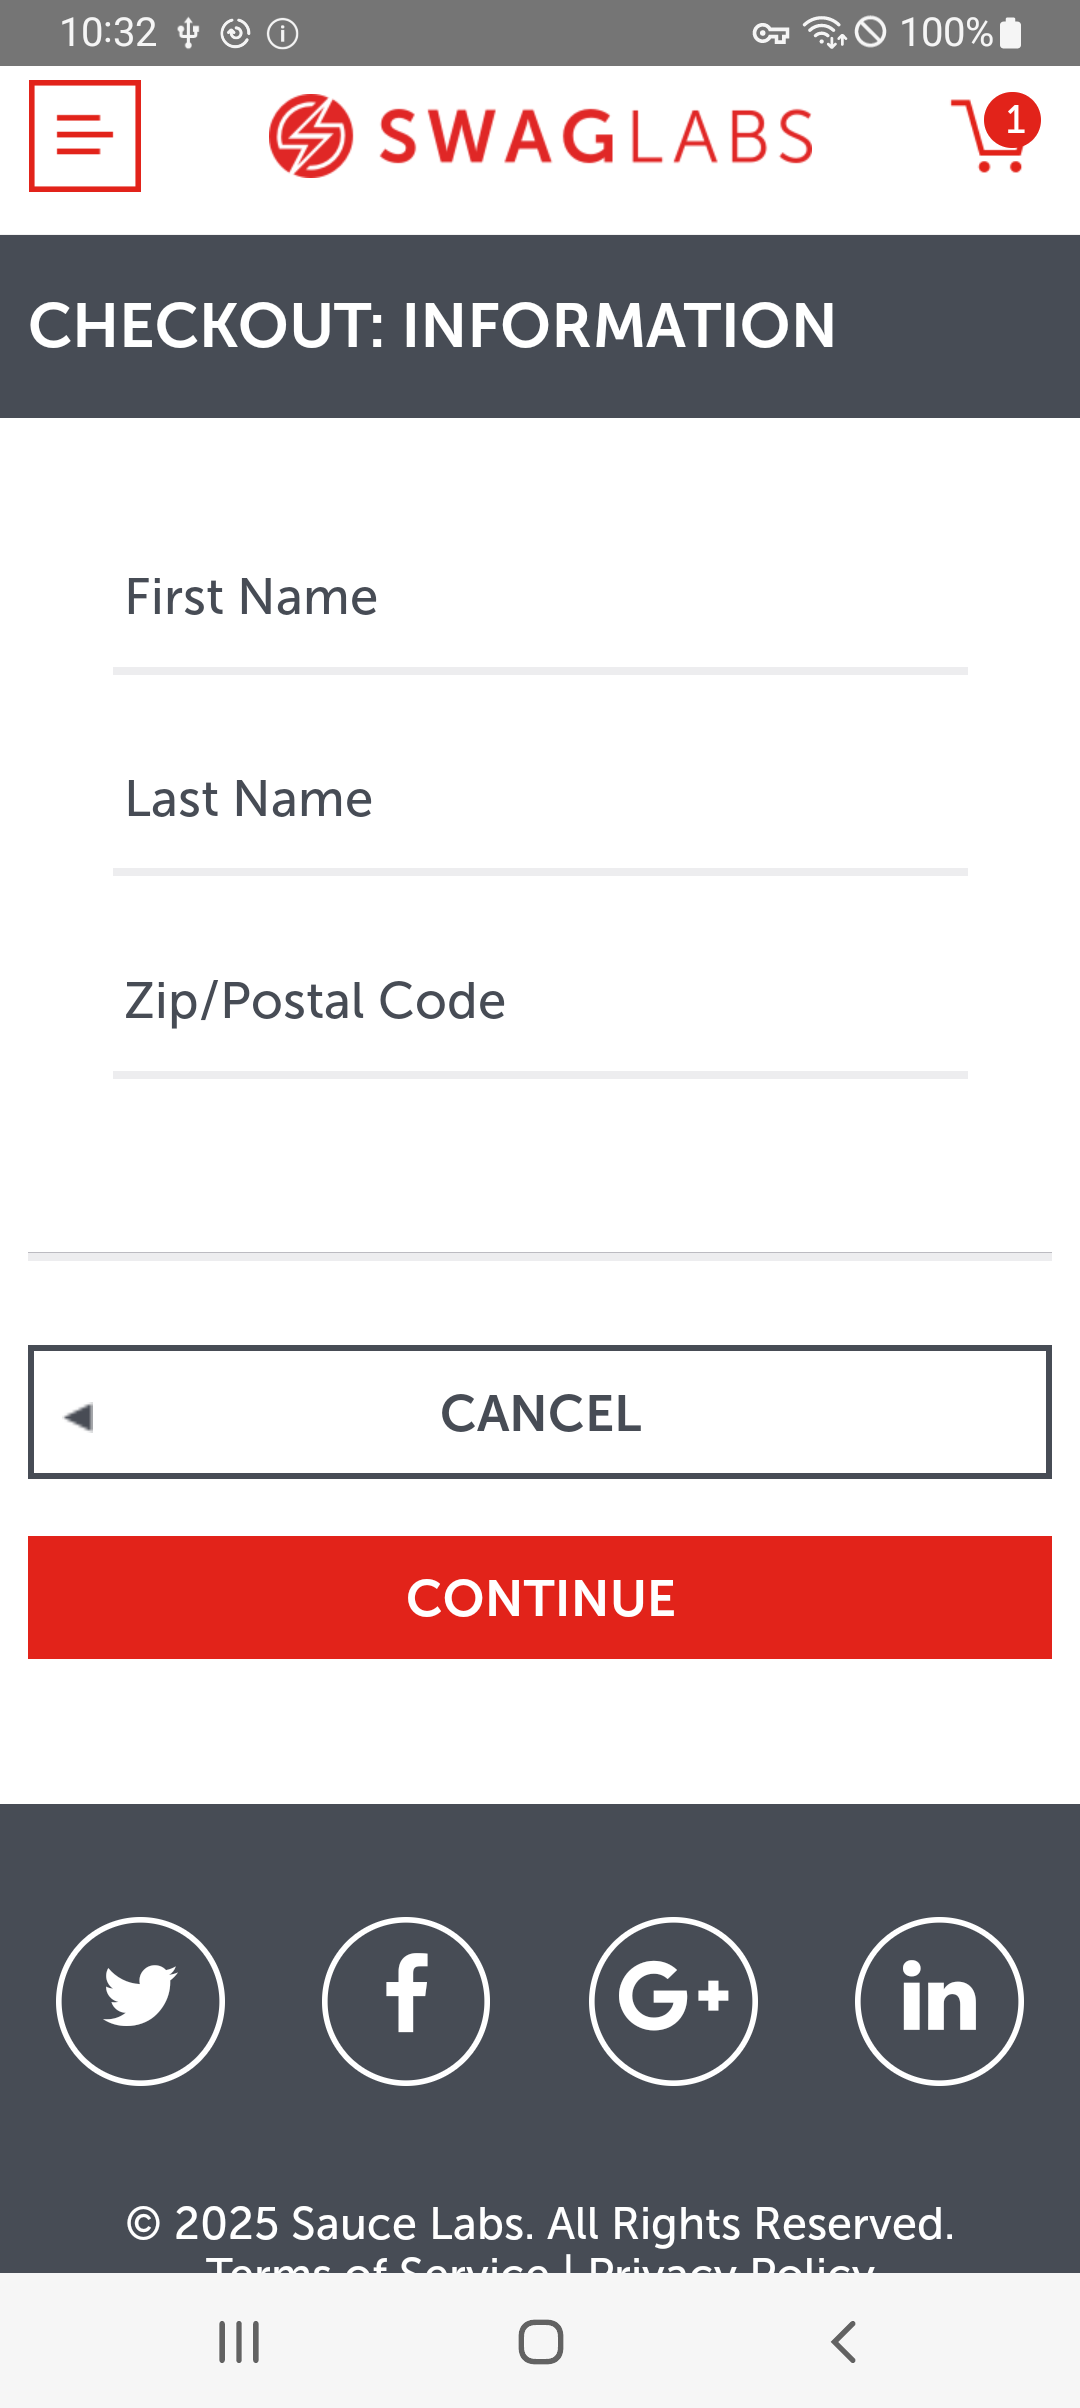 10:32
100%
SWAGLABS
1
CHECKOUT: INFORMATION
First Name
Last Name
Zip/Postal Code
CANCEL
CONTINUE
© 2025 Sauce Labs. All Rights Reserved.
Terms of Service | Privacy Policy